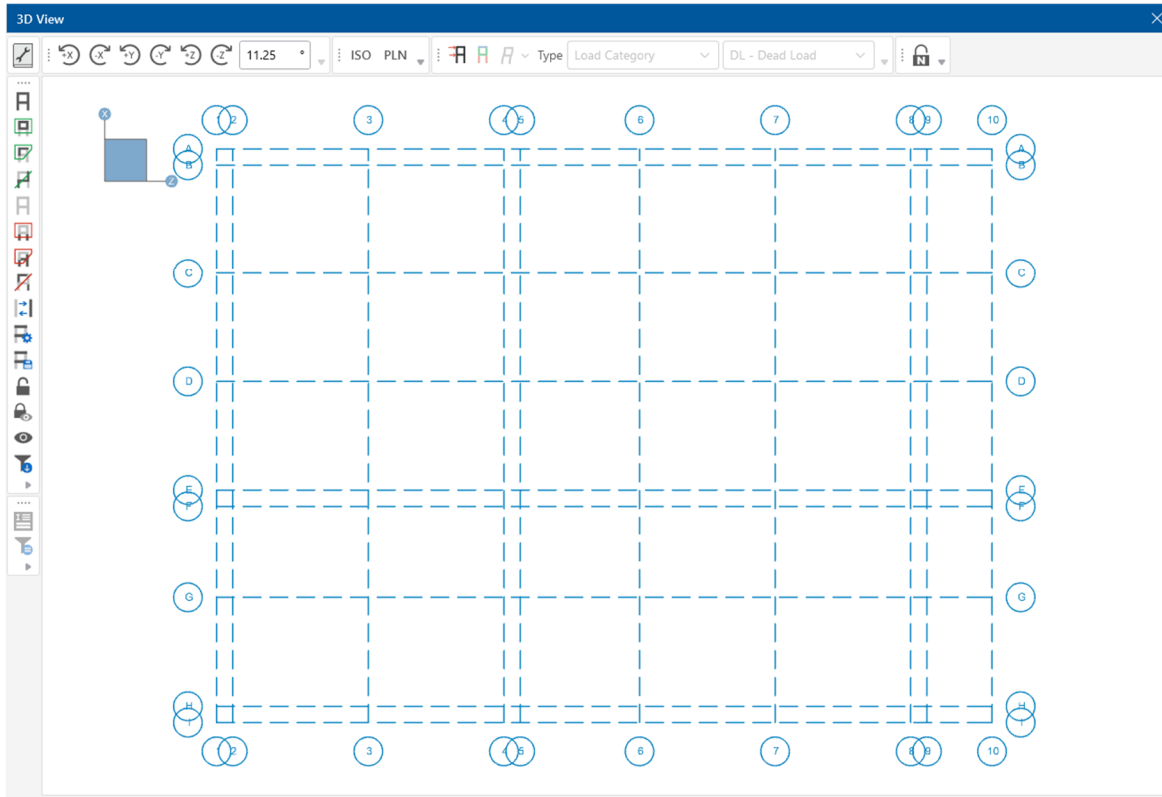 3D View
+X -X +Y -Y +Z -Z 11.25 ° ISO PLN Type Load Category DL - Dead Load N
X
Z
1 2 3 4 5 6 7 8 9 10
A A
B B
C C
D D
E E
F F
G G
H H
I I
1 2 3 4 5 6 7 8 9 10